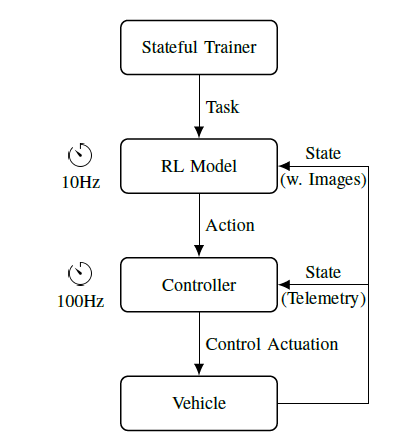 Stateful Trainer
Task
RL Model
State
(w. Images)
10Hz
Action
Controller
State
(Telemetry)
100Hz
Control Actuation
Vehicle